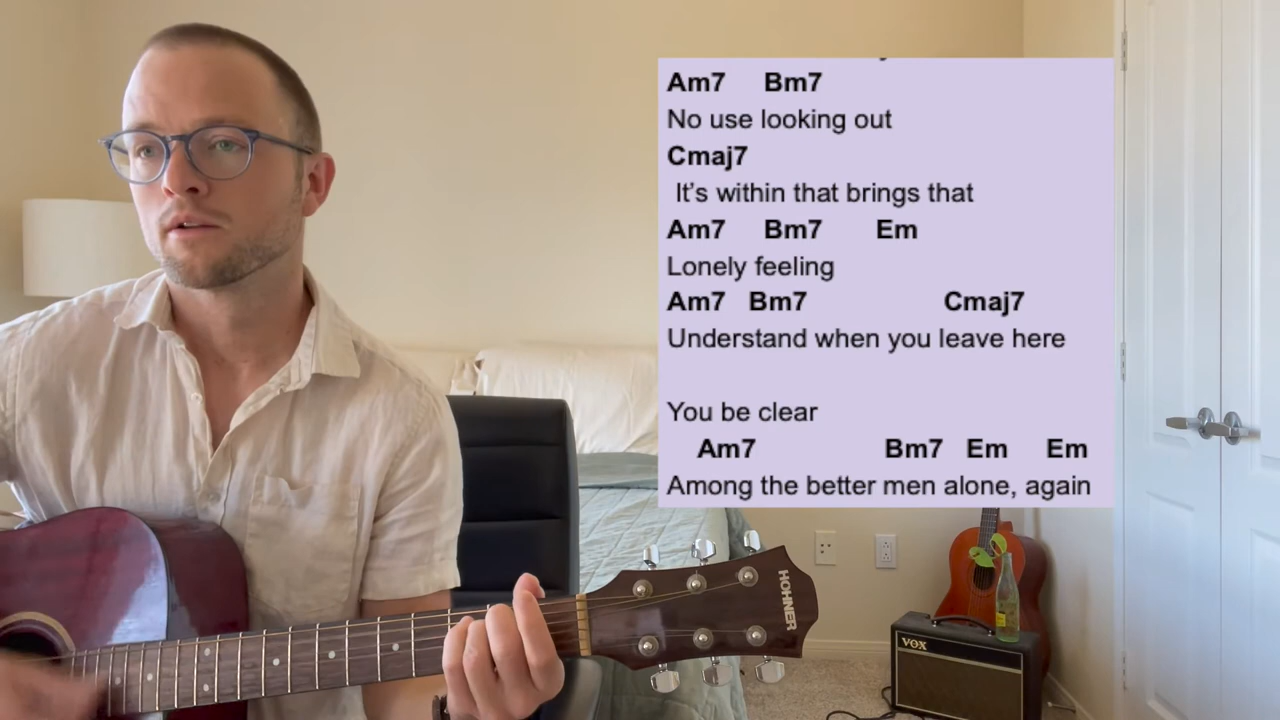 Am7 Bm7
No use looking out
Cmaj7
It's within that brings that
Am7 Bm7 Em
Lonely feeling
Am7 Bm7 Cmaj7
Understand when you leave here
You be clear
Am7 Bm7 Em Em
Among the better men alone, again
HOHNER
VOX